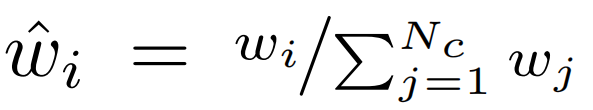 ŵ_i = w_i / ∑_{j=1}^{N_c} w_j